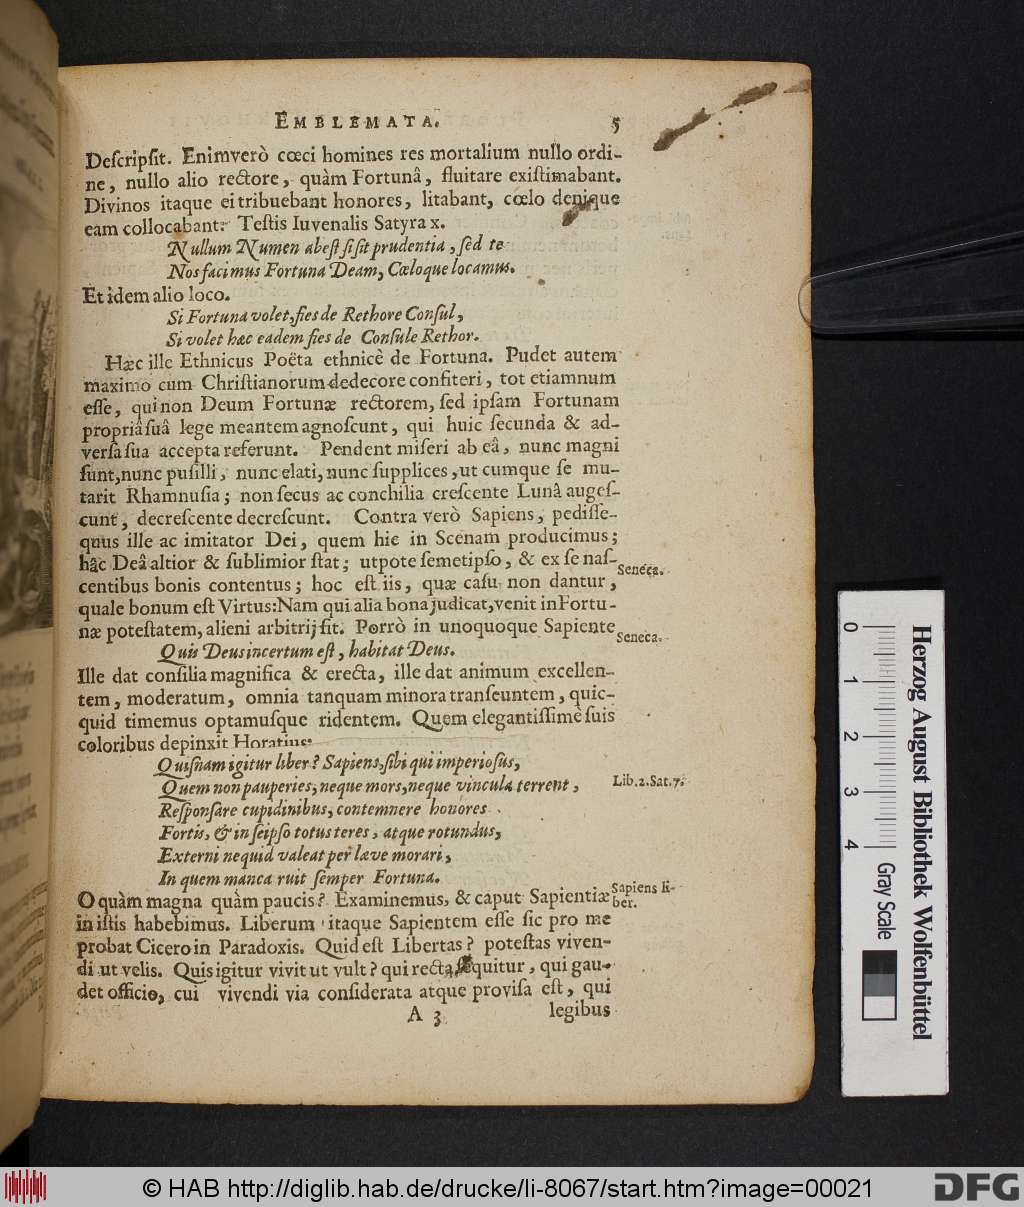 EMBLEMATA. 5
Deſcripſit. Enimverò cœci homines res mortalium nullo ordi-
ne, nullo alio rectore, quàm Fortunâ, fluitare exiſtimabant.
Divinos itaque ei tribuebant honores, litabant, cœlo denique
eam collocabant: Teſtis Iuvenalis Satyra x.
Nullum Numen abeſt ſi ſit prudentia, ſed te
Nos facimus Fortuna Deam, Cœloque locamus.
Et idem alio loco.
Si Fortuna volet, fies de Rethore Conſul,
Si volet hæc eadem fies de Conſule Rethor.
Hæc ille Ethnicus Poëta ethnicè de Fortuna. Pudet autem
maximo cum Chriſtianorum dedecore confiteri, tot etiamnum
eſſe, qui non Deum Fortunæ rectorem, ſed ipſam Fortunam
propriâ ſuâ lege meantem agnoſcunt, qui huic ſecunda & ad-
verſa ſua accepta referunt. Pendent miſeri ab eâ, nunc magni
ſunt, nunc puſilli, nunc elati, nunc ſupplices, ut cumque ſe mu-
tarit Rhamnuſia; non ſecus ac conchilia creſcente Lunâ augeſ-
cunt, decreſcente decreſcunt. Contra verò Sapiens, pediſſe-
quus ille ac imitator Dei, quem hic in Scenam producimus;
hâc Deâ altior & ſublimior ſtat; utpote ſemetipſo, & ex ſe naſ-
Seneca.
centibus bonis contentus; hoc eſt iis, quæ caſu non dantur,
quale bonum eſt Virtus: Nam qui alia bona judicat, venit in Fortu-
næ poteſtatem, alieni arbitrij fit. Porrò in unoquoque Sapiente
Seneca.
Quis Deus incertum eſt, habitat Deus.
Ille dat conſilia magnifica & erecta, ille dat animum excellen-
tem, moderatum, omnia tanquam minora tranſeuntem, quic-
quid timemus optamuſque ridentem. Quem elegantiſſimè ſuis
coloribus depinxit Horatius:
Quiſnam igitur liber? Sapiens, ſibi qui imperioſus,
Quem non pauperies, neque mors, neque vincula terrent,
Lib. 2. Sat. 7.
Reſponſare cupidinibus, contemnere honores
Fortis, & in ſeipſo totus teres, atque rotundus,
Externi nequid valeat per læve morari,
In quem manca ruit ſemper Fortuna.
O quàm magna quàm paucis? Examinemus, & caput Sapientiæ
Sapiens li-
ber.
in iſtis habebimus. Liberum itaque Sapientem eſſe ſic pro me
probat Cicero in Paradoxis. Quid eſt Libertas? poteſtas viven-
di ut velis. Quis igitur vivit ut vult? qui recta ſequitur, qui gau-
det officio, cui vivendi via conſiderata atque proviſa eſt, qui
A 3 legibus
0 1 2 3 4
Herzog August Bibliothek Wolfenbüttel
Gray Scale
© HAB http://diglib.hab.de/drucke/li-8067/start.htm?image=00021
DFG